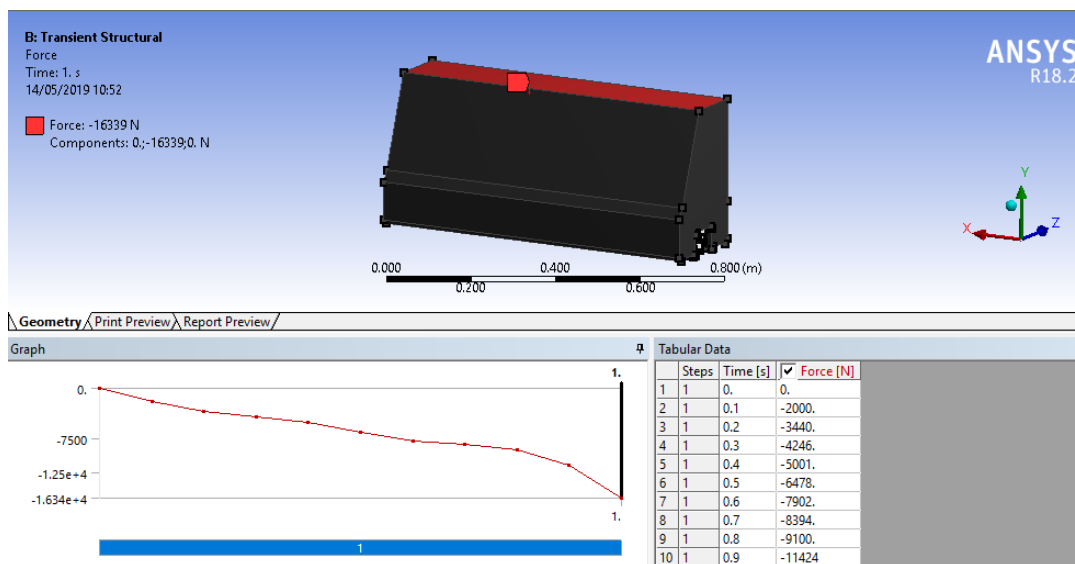 B: Transient Structural
Force
Time: 1. s
14/05/2019 10:52
Force: -16339 N
Components: 0.;-16339;0. N
ANSYS
R18.2
Y
X
Z
0.000 0.400 0.800 (m)
0.200 0.600
Geometry Print Preview Report Preview
Graph
1.
0.
-7500
-1.25e+4
-1.634e+4
1.
1
Tabular Data
Steps Time [s] Force [N]
1 1 0. 0.
2 1 0.1 -2000.
3 1 0.2 -3440.
4 1 0.3 -4246.
5 1 0.4 -5001.
6 1 0.5 -6478.
7 1 0.6 -7902.
8 1 0.7 -8394.
9 1 0.8 -9100.
10 1 0.9 -11424